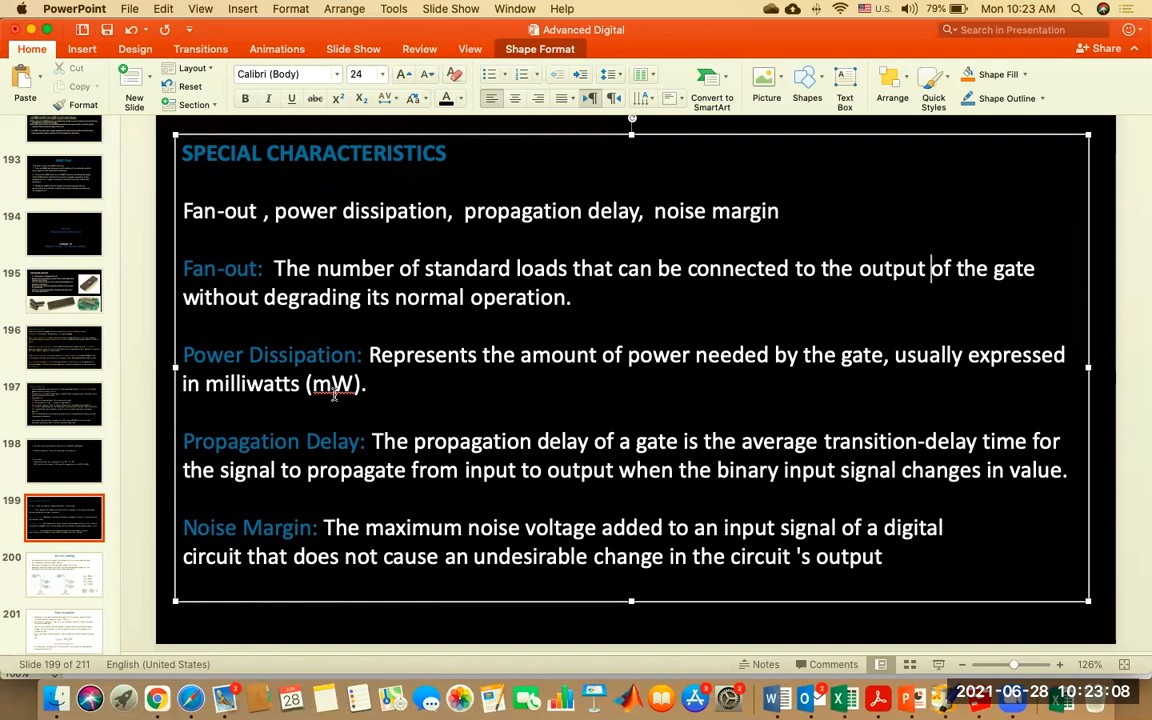 PowerPoint File Edit View Insert Format Arrange Tools Slide Show Window Help 79% U.S. Mon 10:23 AM
Advanced Digital
Search in Presentation
Home Insert Design Transitions Animations Slide Show Review View Shape Format
Share
Paste
Cut
Copy
Format
New
Slide
Layout
Reset
Section
Calibri (Body) 24
B I U abc X² X₂ AV Aa A
Convert to
SmartArt
Picture
Shapes
Text
Box
Arrange
Quick
Styles
Shape Fill
Shape Outline
193
194
195
196
197
198
199
200
201
SPECIAL CHARACTERISTICS
Fan-out , power dissipation, propagation delay, noise margin
Fan-out: The number of standard loads that can be connected to the output of the gate
without degrading its normal operation.
Power Dissipation: Represents the amount of power needed by the gate, usually expressed
in milliwatts (mW).
Propagation Delay: The propagation delay of a gate is the average transition-delay time for
the signal to propagate from input to output when the binary input signal changes in value.
Noise Margin: The maximum noise voltage added to an input signal of a digital
circuit that does not cause an undesirable change in the circuit 's output
Slide 199 of 211 English (United States)
Notes Comments 126%
2021-06-28 10:23:08